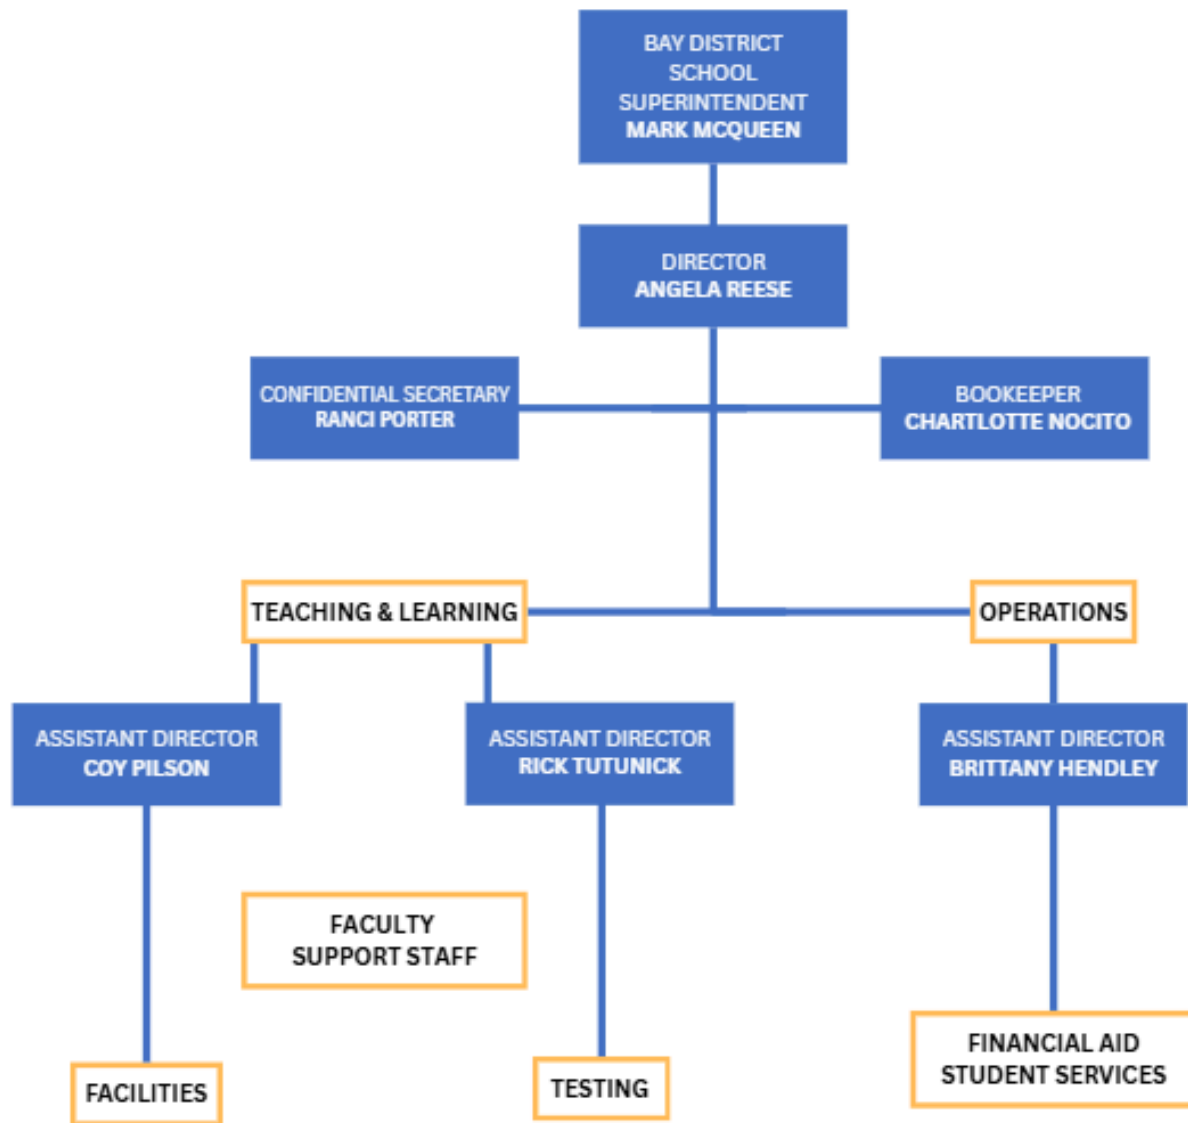 BAY DISTRICT
SCHOOL
SUPERINTENDENT
MARK MCQUEEN
DIRECTOR
ANGELA REESE
CONFIDENTIAL SECRETARY
RANCI PORTER
BOOKEEPER
CHARTLOTTE NOCITO
TEACHING & LEARNING
OPERATIONS
ASSISTANT DIRECTOR
COY PILSON
ASSISTANT DIRECTOR
RICK TUTUNICK
ASSISTANT DIRECTOR
BRITTANY HENDLEY
FACULTY
SUPPORT STAFF
FACILITIES
TESTING
FINANCIAL AID
STUDENT SERVICES